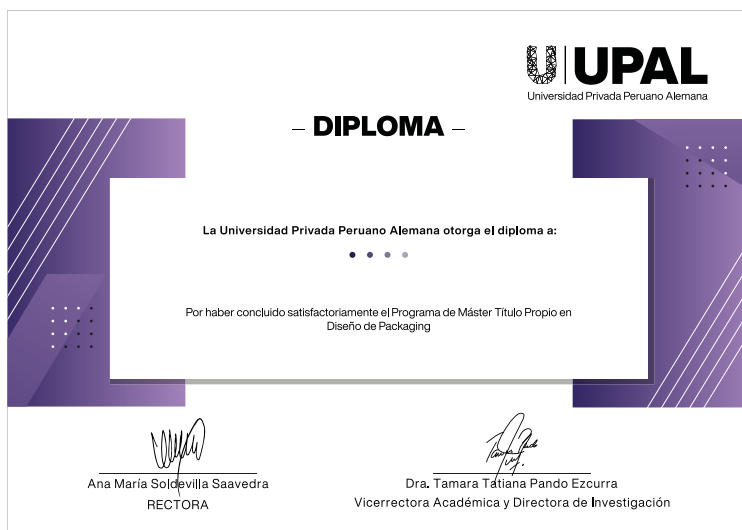 UPAL
Universidad Privada Peruano Alemana
– DIPLOMA –
La Universidad Privada Peruano Alemana otorga el diploma a:
Por haber concluido satisfactoriamente el Programa de Máster Título Propio en
Diseño de Packaging
Ana María Soldevilla Saavedra
RECTORA
Dra. Tamara Tatiana Pando Ezcurra
Vicerrectora Académica y Directora de Investigación